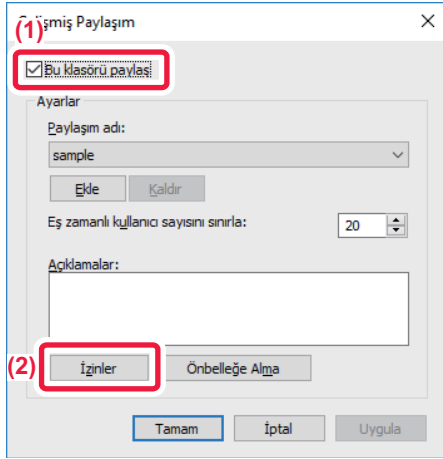 Gelişmiş Paylaşım
(1)
Bu klasörü paylaş
Ayarlar
Paylaşım adı:
sample
Ekle Kaldır
Eş zamanlı kullanıcı sayısını sınırla: 20
Açıklamalar:
(2)
İzinler Önbelleğe Alma
Tamam İptal Uygula